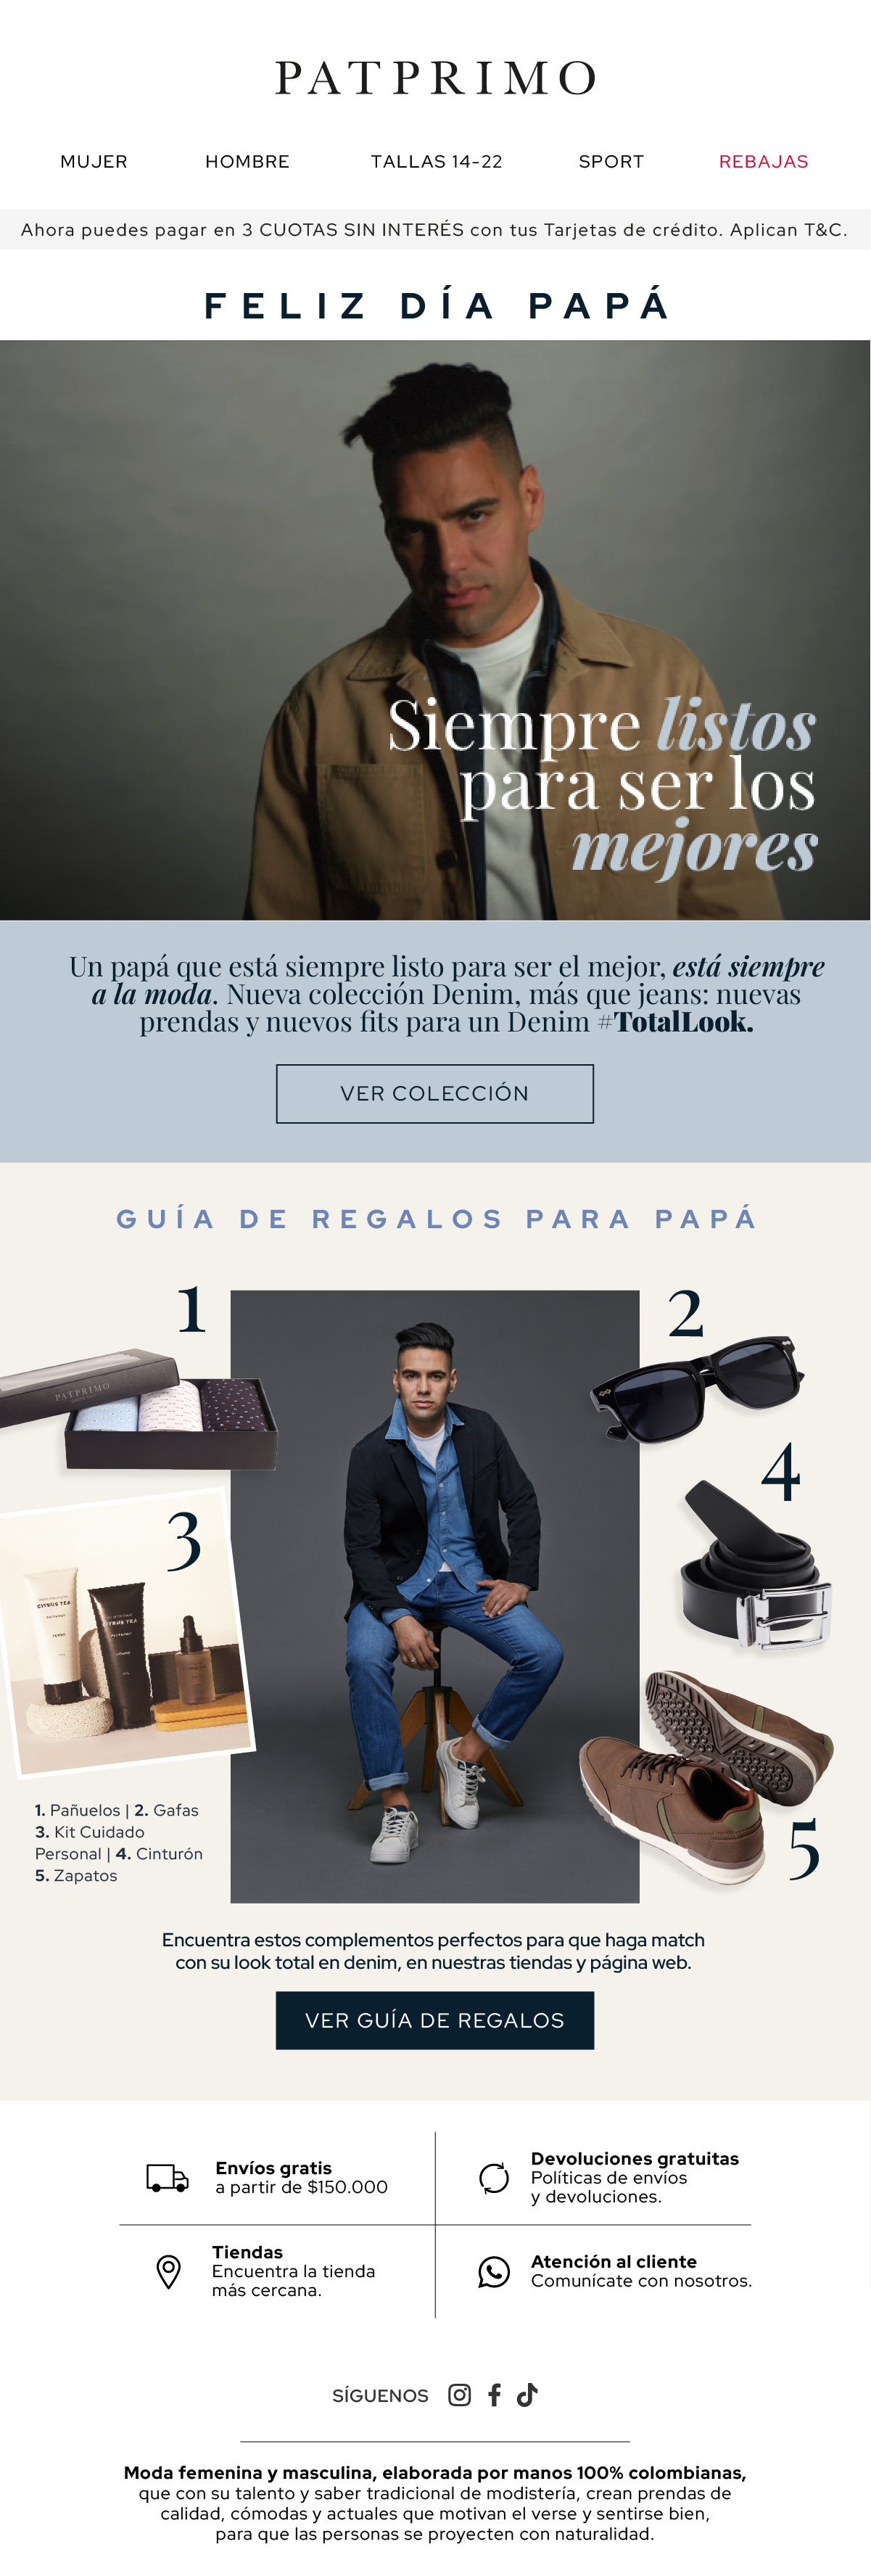 PATPRIMO
MUJER HOMBRE TALLAS 14-22 SPORT REBAJAS
Ahora puedes pagar en 3 CUOTAS SIN INTERÉS con tus Tarjetas de crédito. Aplican T&C.
FELIZ DÍA PAPÁ
Siempre listos
para ser los
mejores
Un papá que está siempre listo para ser el mejor, está siempre
a la moda. Nueva colección Denim, más que jeans: nuevas
prendas y nuevos fits para un Denim #TotalLook.
VER COLECCIÓN
GUÍA DE REGALOS PARA PAPÁ
1
2
PATPRIMO
4
3
CITRUS TEA
CITRUS TEA
5
1. Pañuelos | 2. Gafas
3. Kit Cuidado
Personal | 4. Cinturón
5. Zapatos
Encuentra estos complementos perfectos para que haga match
con su look total en denim, en nuestras tiendas y página web.
VER GUÍA DE REGALOS
Envíos gratis
a partir de $150.000
Devoluciones gratuitas
Políticas de envíos
y devoluciones.
Tiendas
Encuentra la tienda
más cercana.
Atención al cliente
Comunícate con nosotros.
SÍGUENOS
Moda femenina y masculina, elaborada por manos 100% colombianas,
que con su talento y saber tradicional de modistería, crean prendas de
calidad, cómodas y actuales que motivan el verse y sentirse bien,
para que las personas se proyecten con naturalidad.